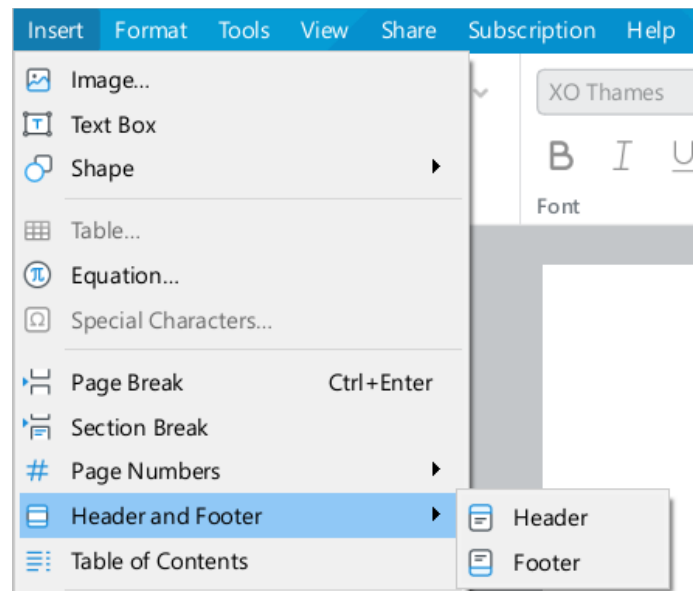 Insert Format Tools View Share Subscription Help
Image...
Text Box
Shape
Table...
Equation...
Special Characters...
Page Break Ctrl+Enter
Section Break
Page Numbers
Header and Footer
Table of Contents
Header
Footer
XO Thames
B I U
Font